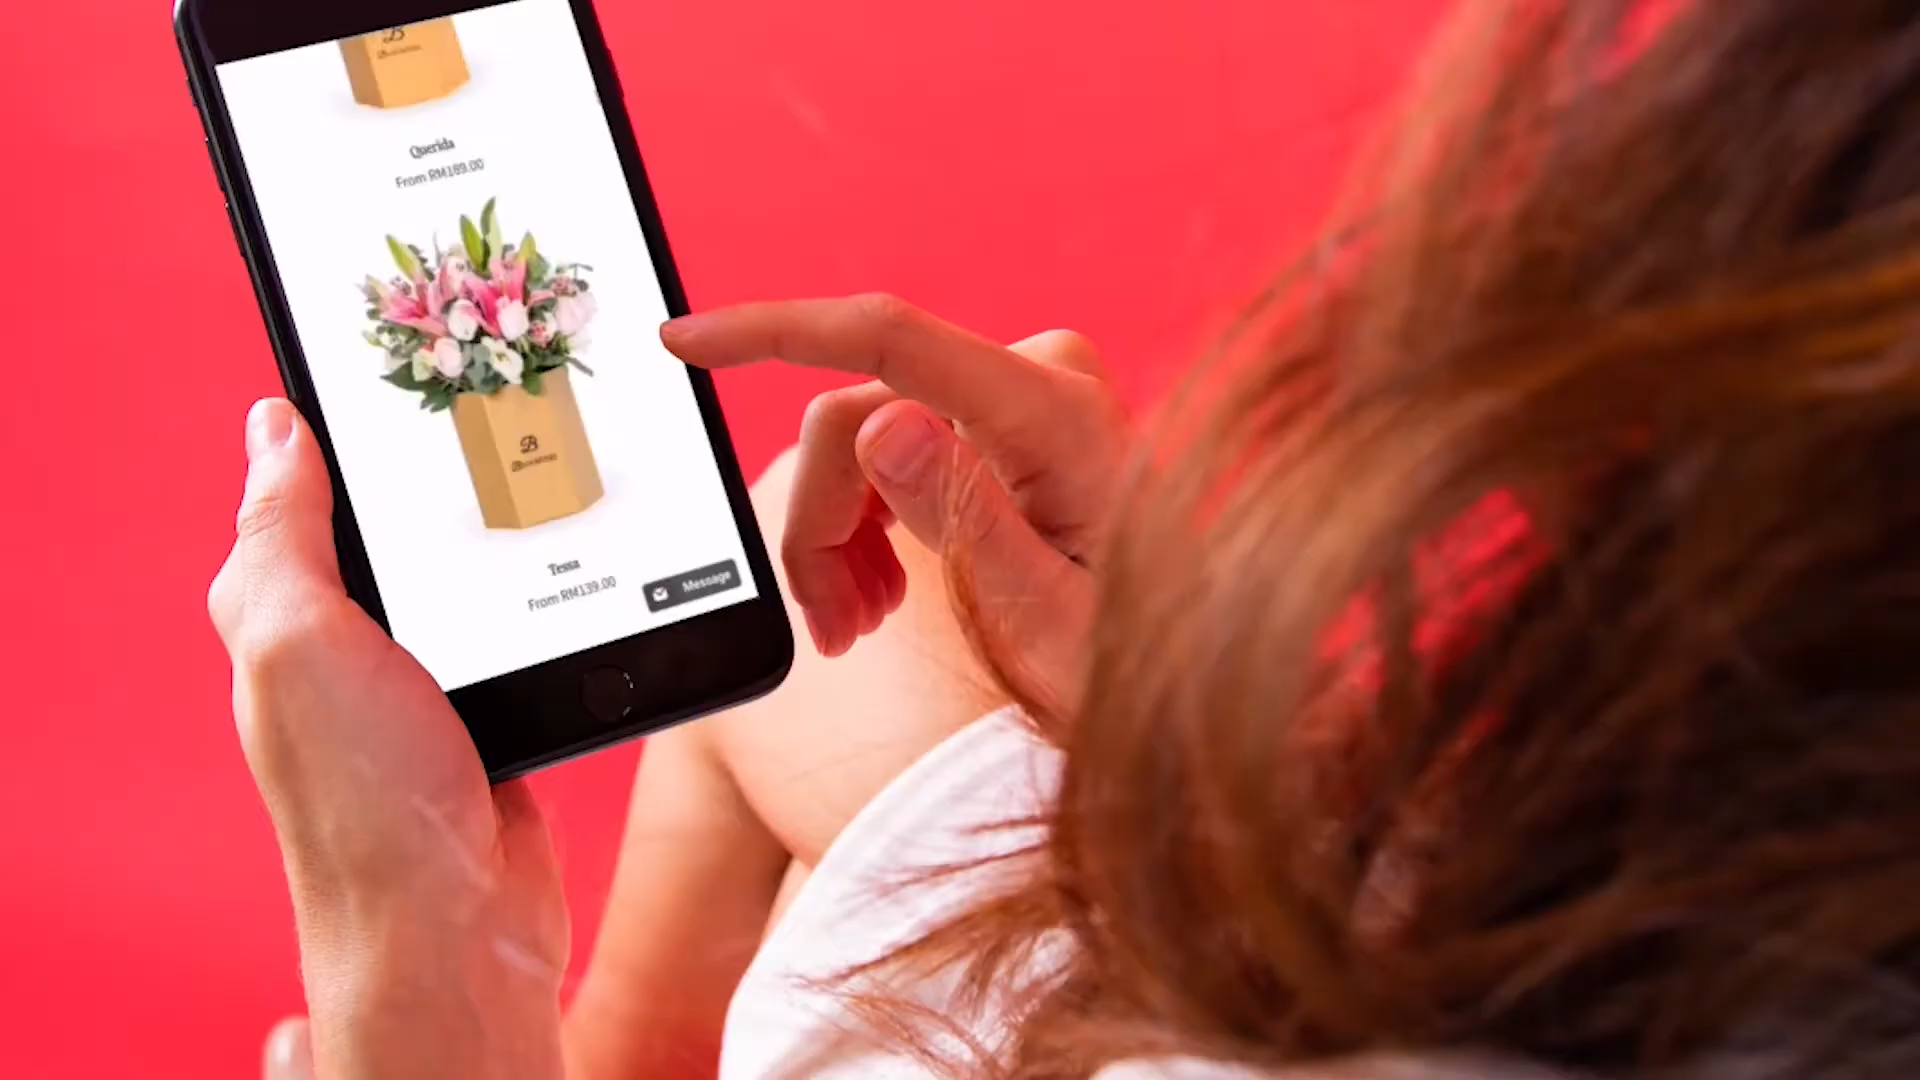 B
Querida
From RM189.00
B
Tessa
From RM139.00
Message